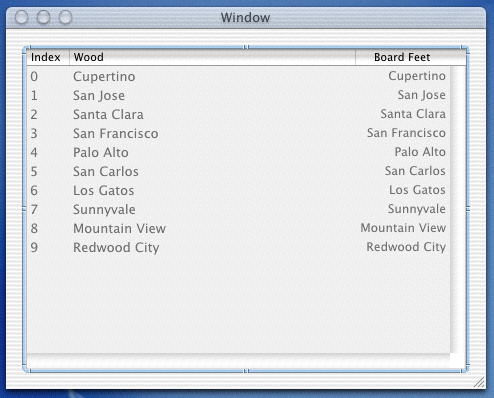 Window
Index Wood Board Feet
0 Cupertino Cupertino
1 San Jose San Jose
2 Santa Clara Santa Clara
3 San Francisco San Francisco
4 Palo Alto Palo Alto
5 San Carlos San Carlos
6 Los Gatos Los Gatos
7 Sunnyvale Sunnyvale
8 Mountain View Mountain View
9 Redwood City Redwood City